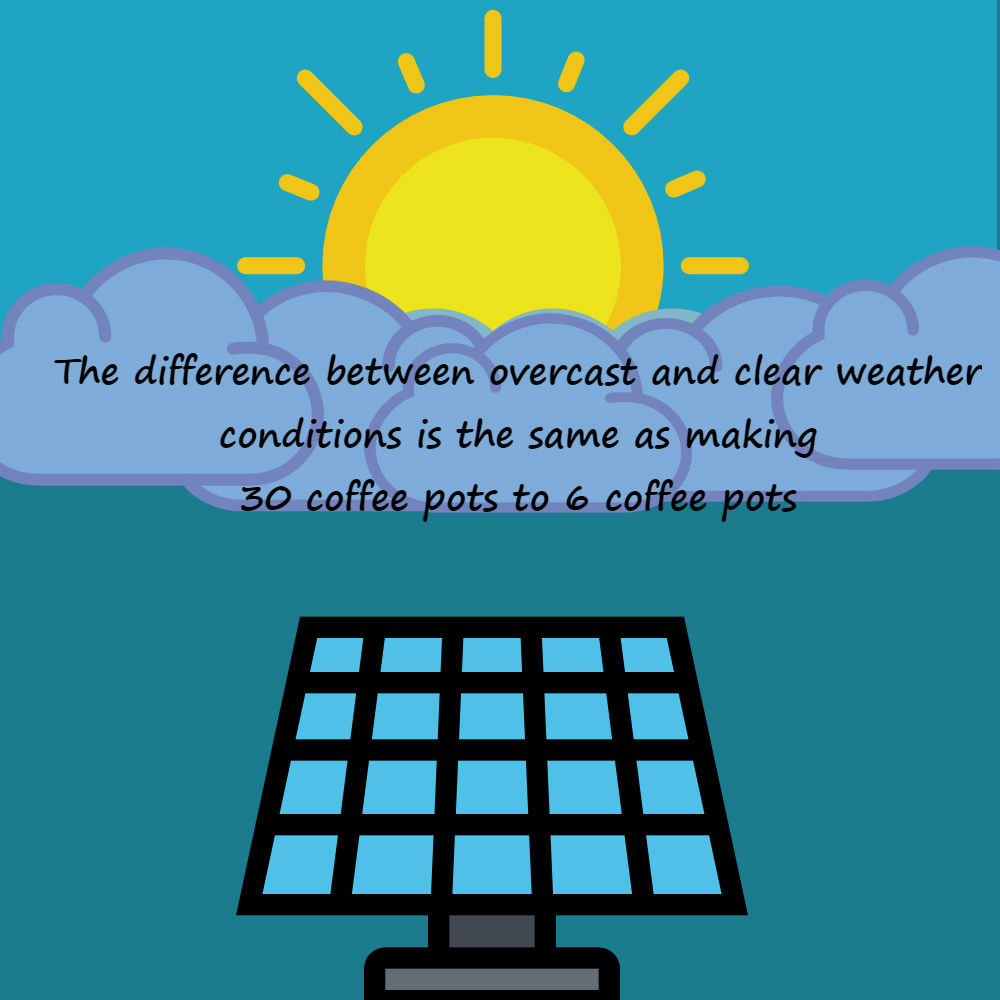 The difference between overcast and clear weather
conditions is the same as making
30 coffee pots to 6 coffee pots